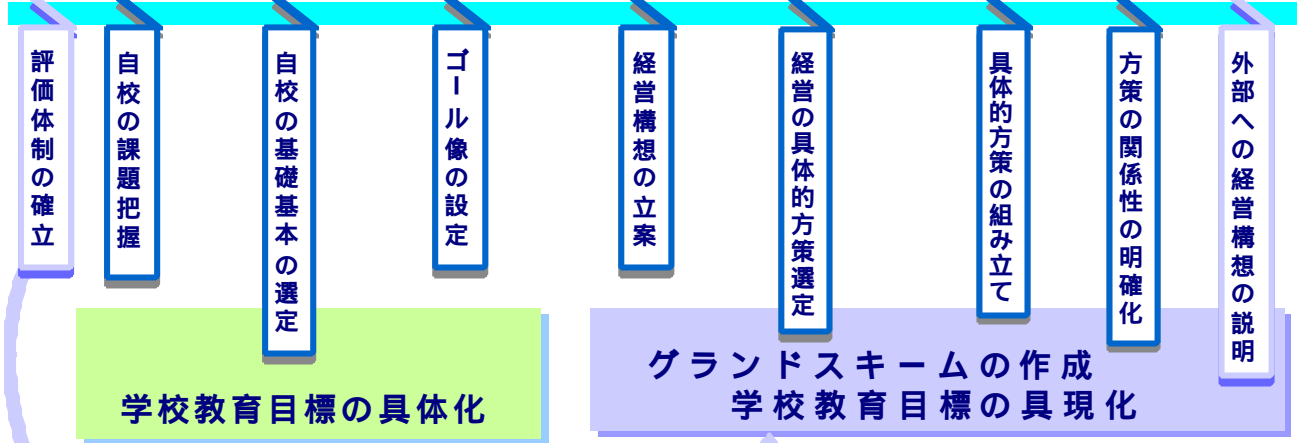 評価体制の確立
自校の課題把握
自校の基礎基本の選定
ゴール像の設定
経営構想の立案
経営の具体的方策選定
具体的方策の組み立て
方策の関係性の明確化
外部への経営構想の説明
学校教育目標の具体化
グランドスキームの作成
学校教育目標の具現化